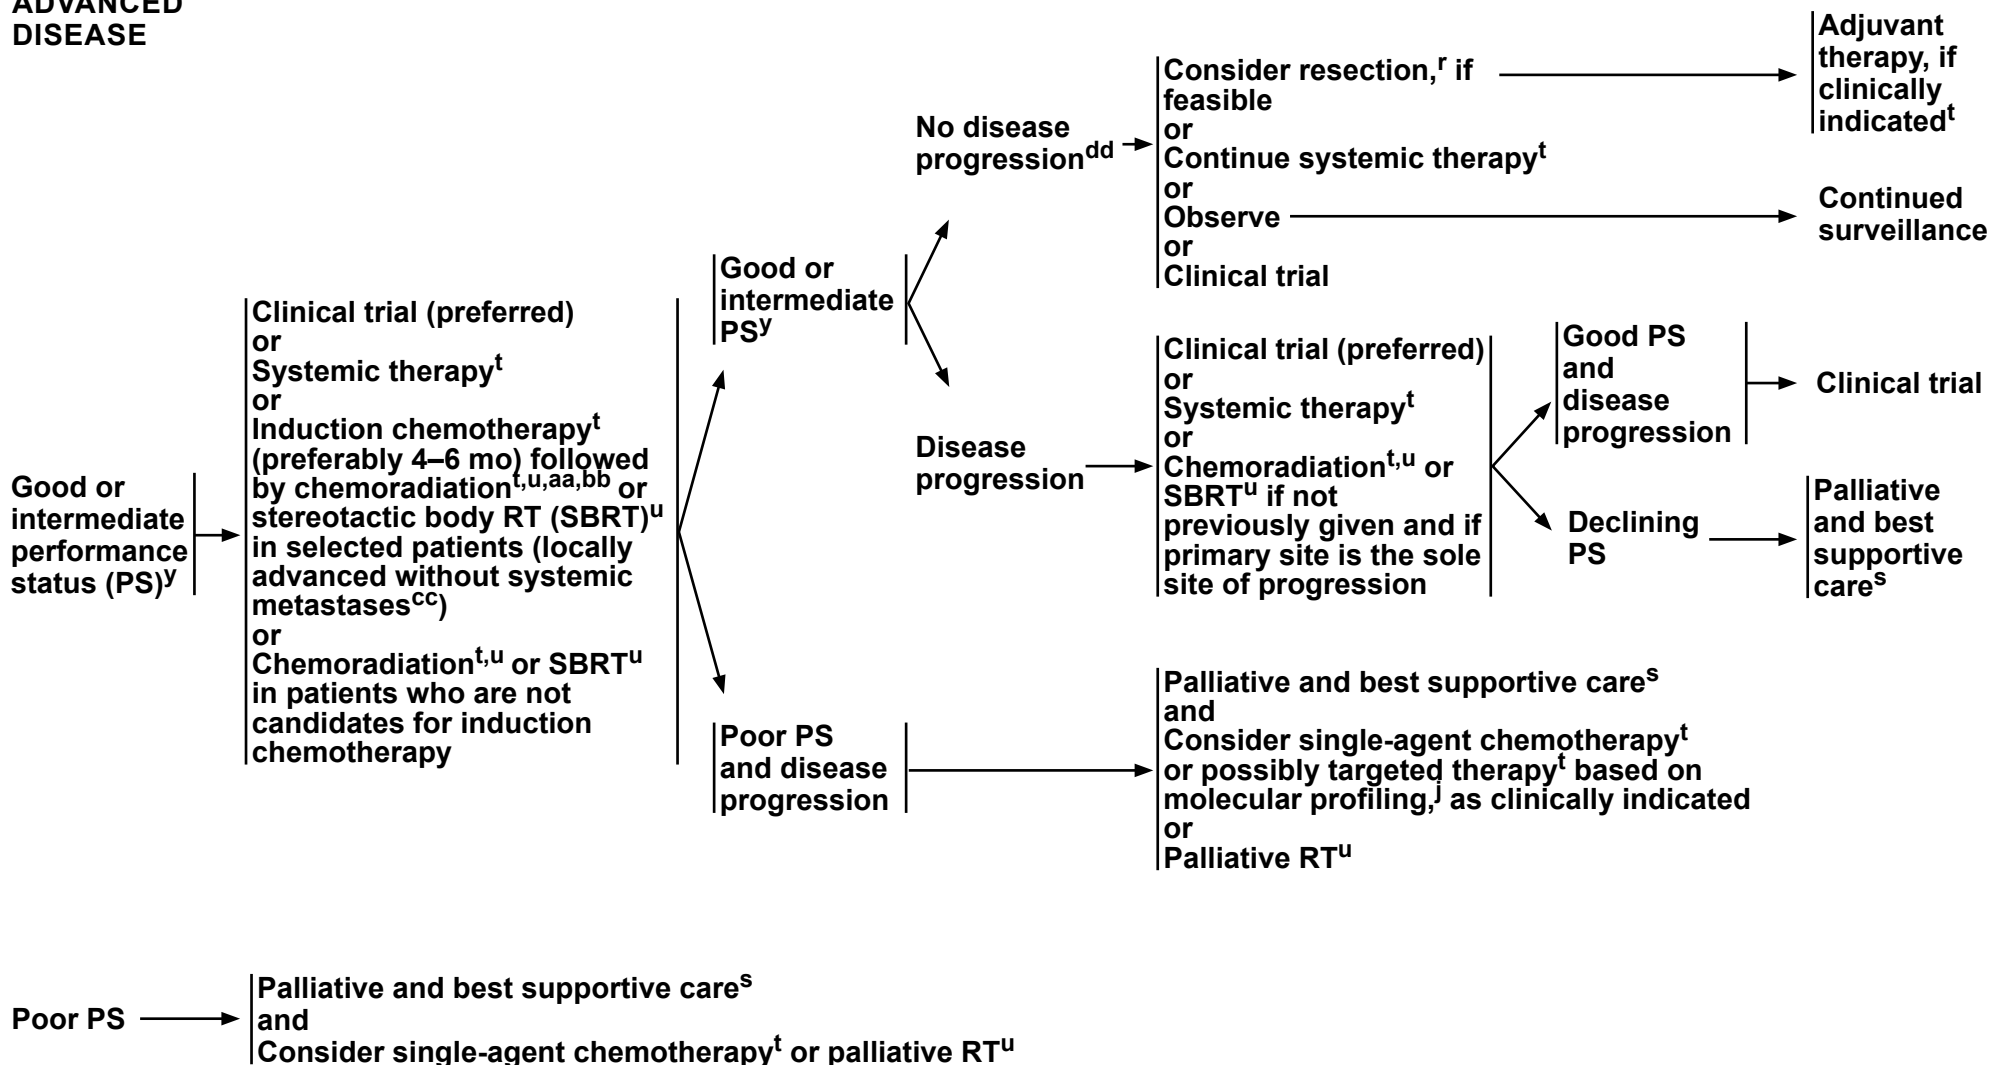 ADVANCED
DISEASE
Good or
intermediate
performance
status (PS)y
Clinical trial (preferred)
or
Systemic therapyt
or
Induction chemotherapyt
(preferably 4–6 mo) followed
by chemoradiationt,u,aa,bb or
stereotactic body RT (SBRT)u
in selected patients (locally
advanced without systemic
metastasescc)
or
Chemoradiationt,u or SBRTu
in patients who are not
candidates for induction
chemotherapy
Good or
intermediate
PSy
No disease
progressiondd
Consider resection,r if
feasible
or
Continue systemic therapyt
or
Observe
or
Clinical trial
Adjuvant
therapy, if
clinically
indicatedt
Continued
surveillance
Disease
progression
Clinical trial (preferred)
or
Systemic therapyt
or
Chemoradiationt,u or
SBRTu if not
previously given and if
primary site is the sole
site of progression
Good PS
and
disease
progression
Clinical trial
Declining
PS
Palliative
and best
supportive
cares
Poor PS
and disease
progression
Palliative and best supportive cares
and
Consider single-agent chemotherapyt
or possibly targeted therapyt based on
molecular profiling,j as clinically indicated
or
Palliative RTu
Poor PS
Palliative and best supportive cares
and
Consider single-agent chemotherapyt or palliative RTu